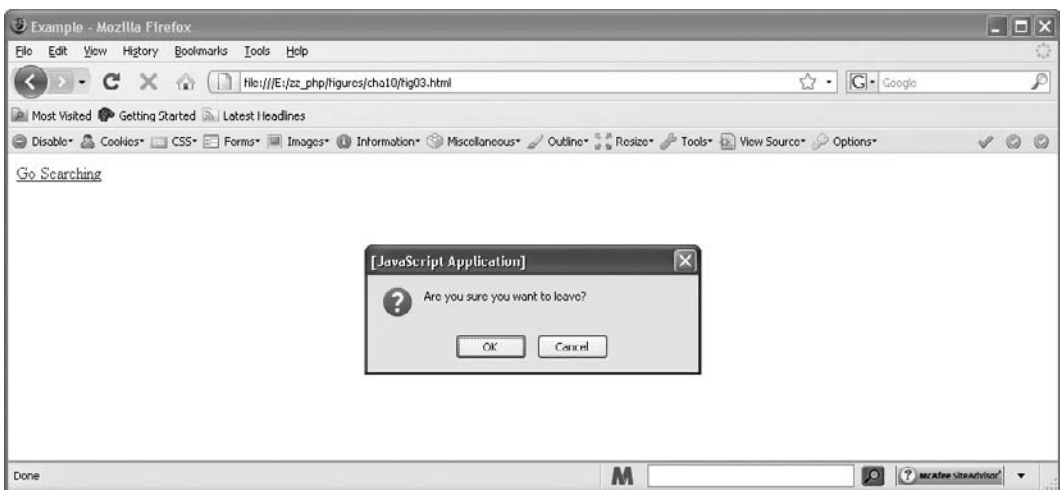 Example - Mozilla Firefox
File Edit View History Bookmarks Tools Help
file:///E:/zz_php/figures/cha10/fig03.html G Google
Most Visited Getting Started Latest Headlines
Disable Cookies CSS Forms Images Information Miscellaneous Outline Resize Tools View Source Options
Go Searching
[JavaScript Application]
Are you sure you want to leave?
OK Cancel
Done M McAfee SiteAdvisor